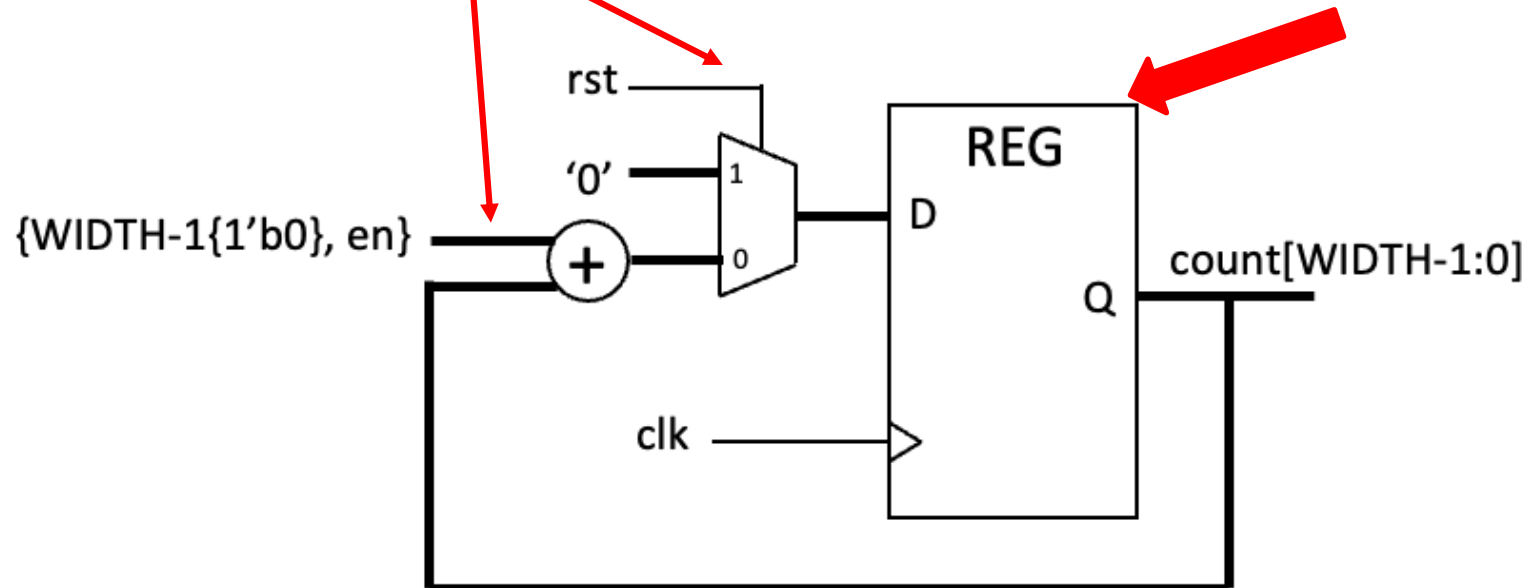 rst
REG
‘0’
1
{WIDTH-1{1’b0}, en}
D
+
0
count[WIDTH-1:0]
Q
clk